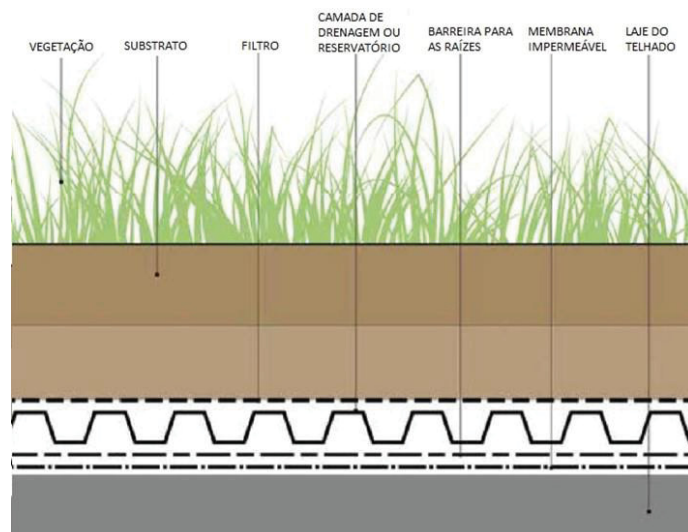 VEGETAÇÃO
SUBSTRATO
FILTRO
CAMADA DE
DRENAGEM OU
RESERVATÓRIO
BARREIRA PARA
AS RAÍZES
MEMBRANA
IMPERMEÁVEL
LAJE DO
TELHADO